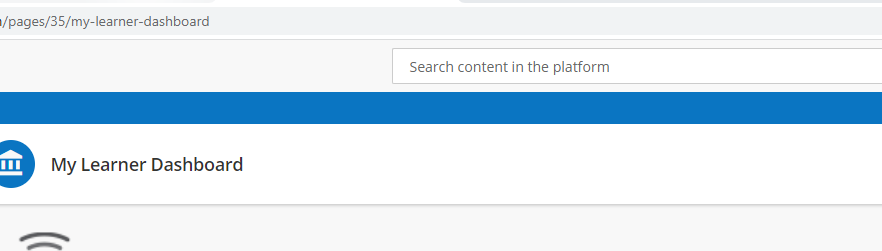 /pages/35/my-learner-dashboard
Search content in the platform
My Learner Dashboard